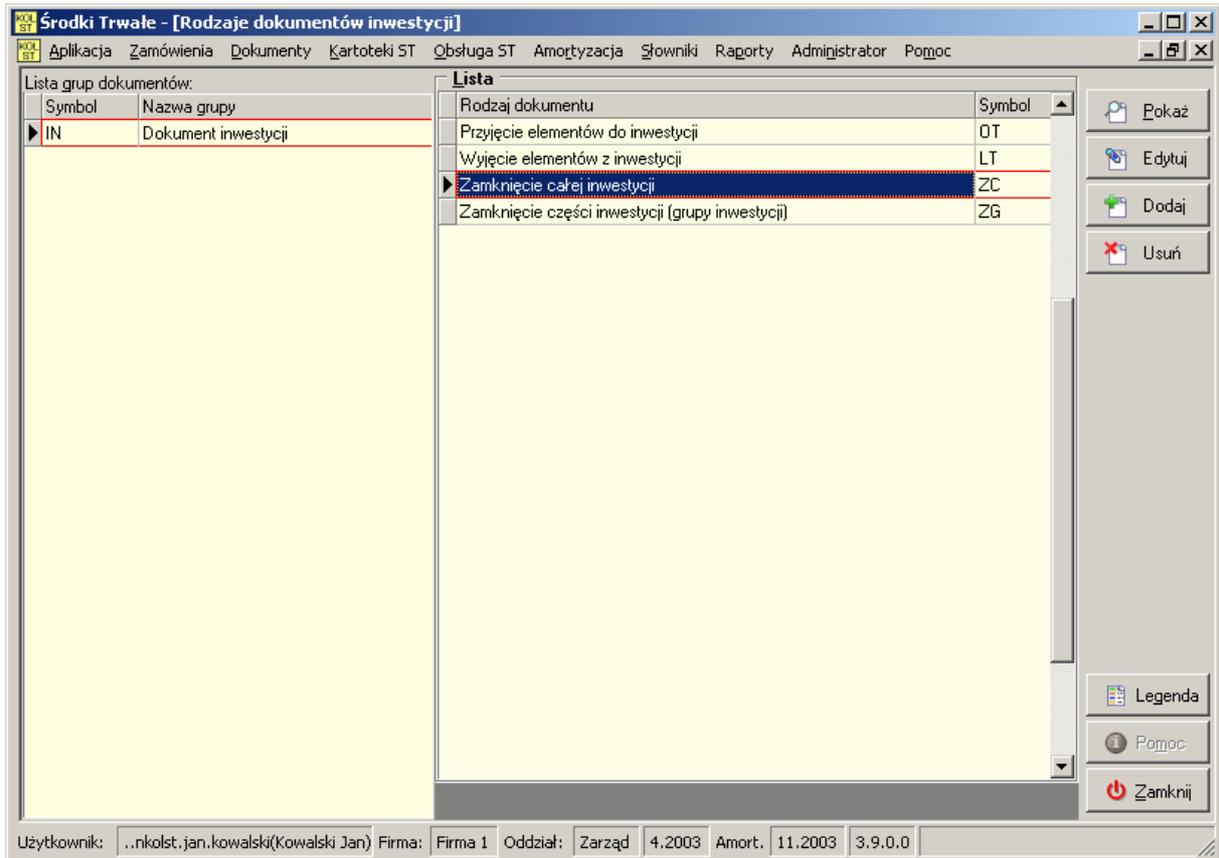 KOL ST Środki Trwałe - [Rodzaje dokumentów inwestycji]
KOL ST Aplikacja Zamówienia Dokumenty Kartoteki ST Obsługa ST Amortyzacja Słowniki Raporty Administrator Pomoc
Lista grup dokumentów:
Symbol Nazwa grupy
IN Dokument inwestycji
Lista
Rodzaj dokumentu Symbol
Przyjęcie elementów do inwestycji OT
Wyjęcie elementów z inwestycji LT
Zamknięcie całej inwestycji ZC
Zamknięcie części inwestycji (grupy inwestycji) ZG
Pokaż
Edytuj
Dodaj
Usuń
Legenda
Pomoc
Zamknij
Użytkownik: ..nkolst.jan.kowalski(Kowalski Jan) Firma: Firma 1 Oddział: Zarząd 4.2003 Amort. 11.2003 3.9.0.0